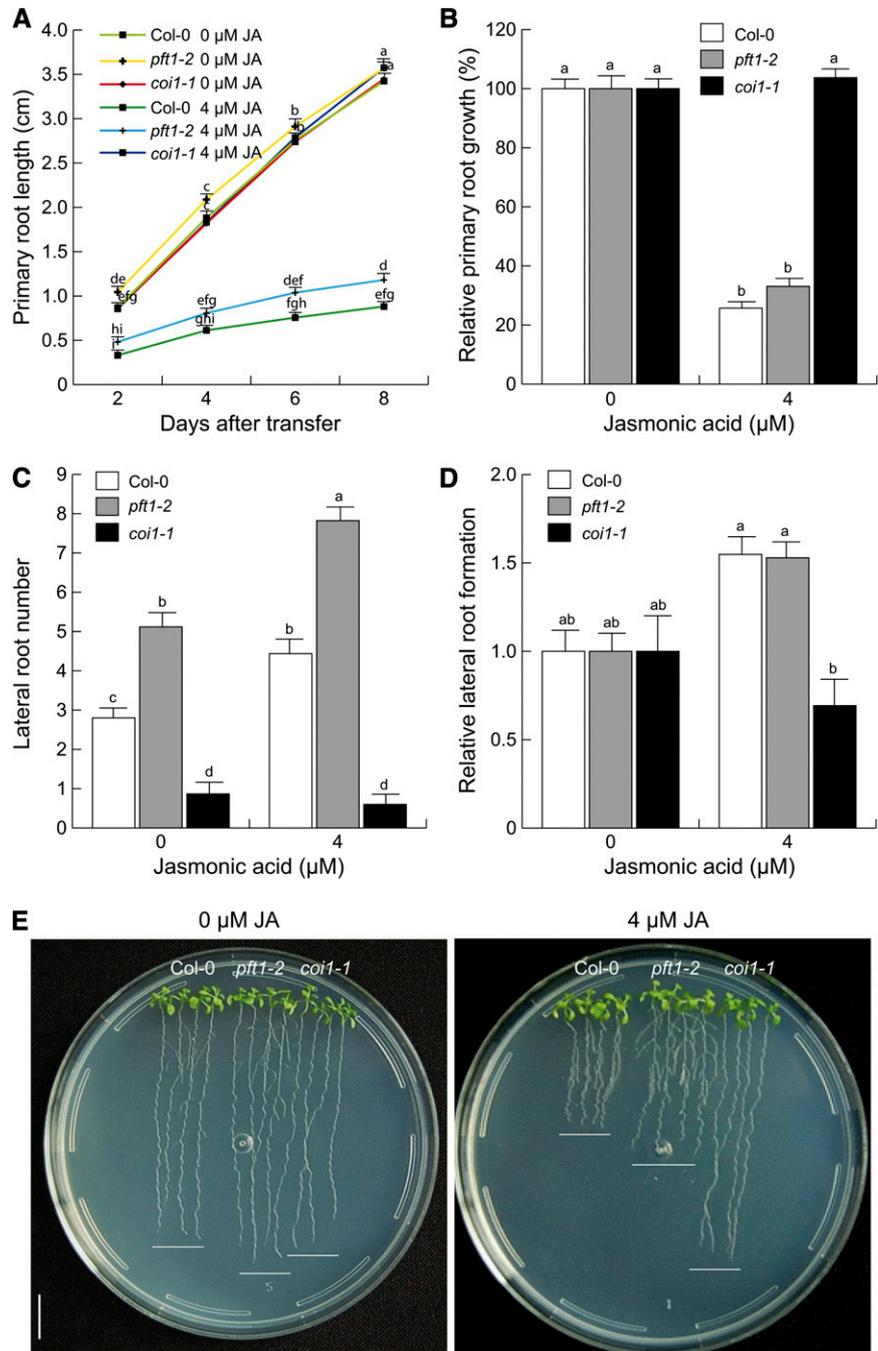 A
4.0
3.5
3.0
2.5
2.0
1.5
1.0
0.5
0
Primary root length (cm)
Col-0 0 µM JA
pft1-2 0 µM JA
coi1-1 0 µM JA
Col-0 4 µM JA
pft1-2 4 µM JA
coi1-1 4 µM JA
a
a
b
b
c
c
de
efg
d
def
efg
efg
fgh
ghi
hi
i
2 4 6 8
Days after transfer
B
120
100
80
60
40
20
0
Relative primary root growth (%)
Col-0
pft1-2
coi1-1
a a a
b b a
0 4
Jasmonic acid (µM)
C
9
8
7
6
5
4
3
2
1
0
Lateral root number
Col-0
pft1-2
coi1-1
c b d
b a d
0 4
Jasmonic acid (µM)
D
2.0
1.5
1.0
0.5
0
Relative lateral root formation
Col-0
pft1-2
coi1-1
ab ab ab
a a b
0 4
Jasmonic acid (µM)
E
0 µM JA
4 µM JA
Col-0 pft1-2 coi1-1
Col-0 pft1-2 coi1-1